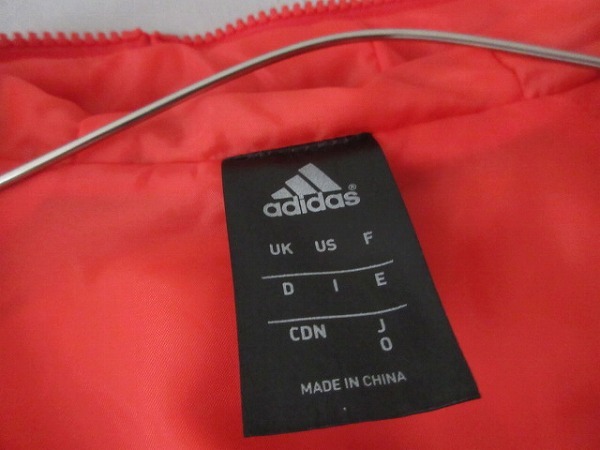 adidas®
UK US F
D I E
CDN J
O
MADE IN CHINA